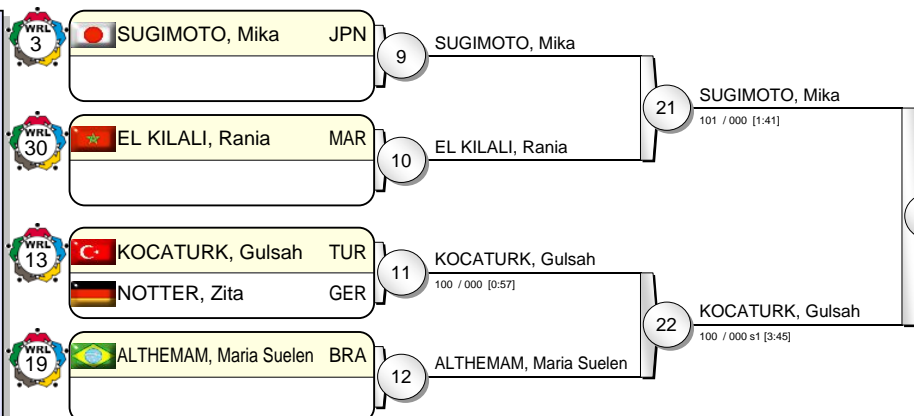 WRL
3
SUGIMOTO, Mika JPN
9
SUGIMOTO, Mika
21
SUGIMOTO, Mika
101 / 000 [1:41]
WRL
30
EL KILALI, Rania MAR
10
EL KILALI, Rania
WRL
13
KOCATURK, Gulsah TUR
NOTTER, Zita GER
11
KOCATURK, Gulsah
100 / 000 [0:57]
22
KOCATURK, Gulsah
100 / 000 s1 [3:45]
WRL
19
ALTHEMAM, Maria Suelen BRA
12
ALTHEMAM, Maria Suelen